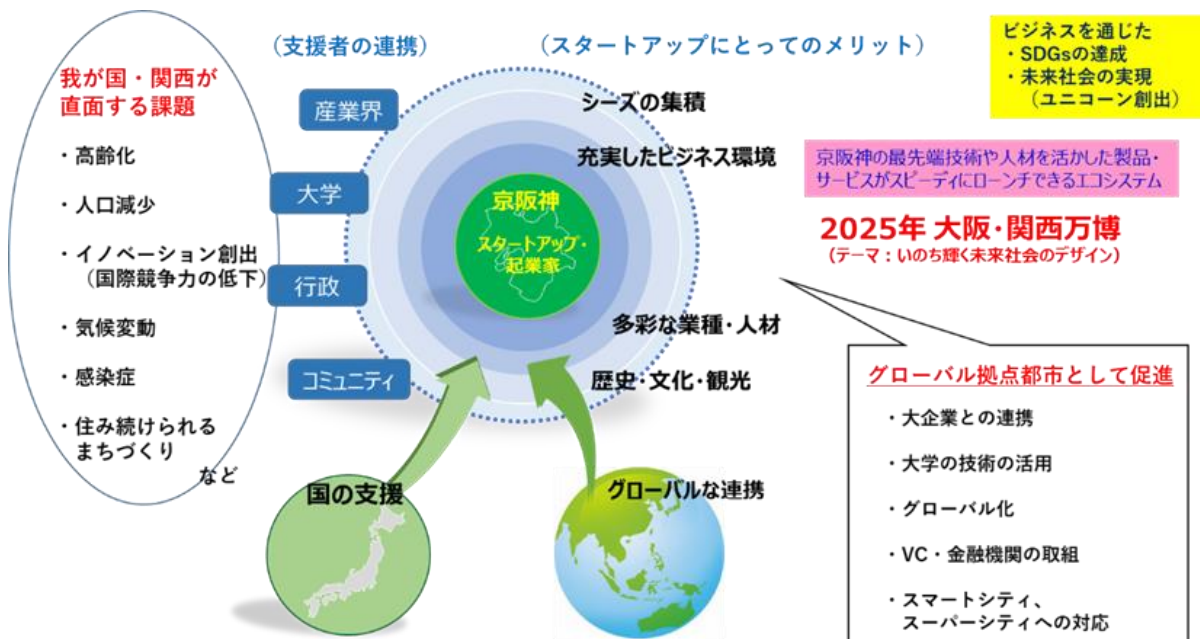 我が国・関西が
直面する課題
・高齢化
・人口減少
・イノベーション創出
（国際競争力の低下）
・気候変動
・感染症
・住み続けられる
まちづくり
など
（支援者の連携）
産業界
大学
行政
コミュニティ
（スタートアップにとってのメリット）
シーズの集積
充実したビジネス環境
京阪神
スタートアップ・
起業家
多彩な業種・人材
歴史・文化・観光
国の支援
グローバルな連携
ビジネスを通じた
・SDGsの達成
・未来社会の実現
（ユニコーン創出）
京阪神の最先端技術や人材を活かした製品・
サービスがスピーディにローンチできるエコシステム
2025年 大阪・関西万博
（テーマ：いのち輝く未来社会のデザイン）
グローバル拠点都市として促進
・大企業との連携
・大学の技術の活用
・グローバル化
・VC・金融機関の取組
・スマートシティ、
スーパーシティへの対応